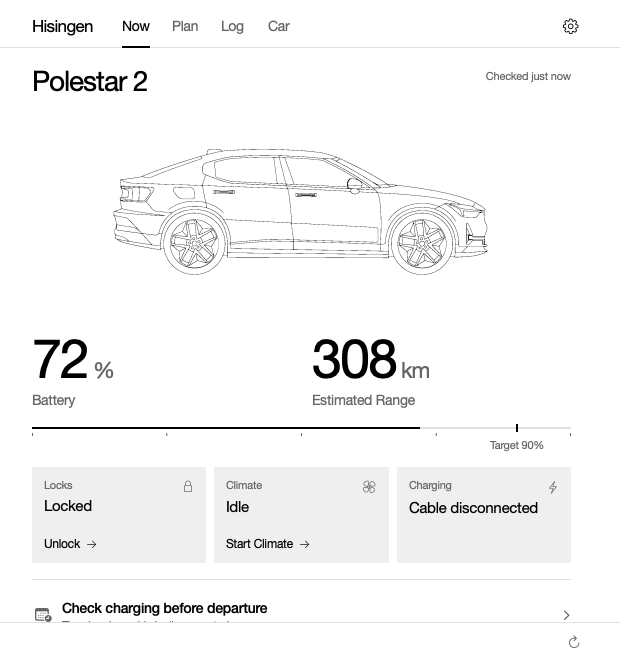 Hisingen Now Plan Log Car
Polestar 2
Checked just now
72 % 308 km
Battery Estimated Range
Target 90%
Locks
Locked
Unlock →
Climate
Idle
Start Climate →
Charging
Cable disconnected
Check charging before departure